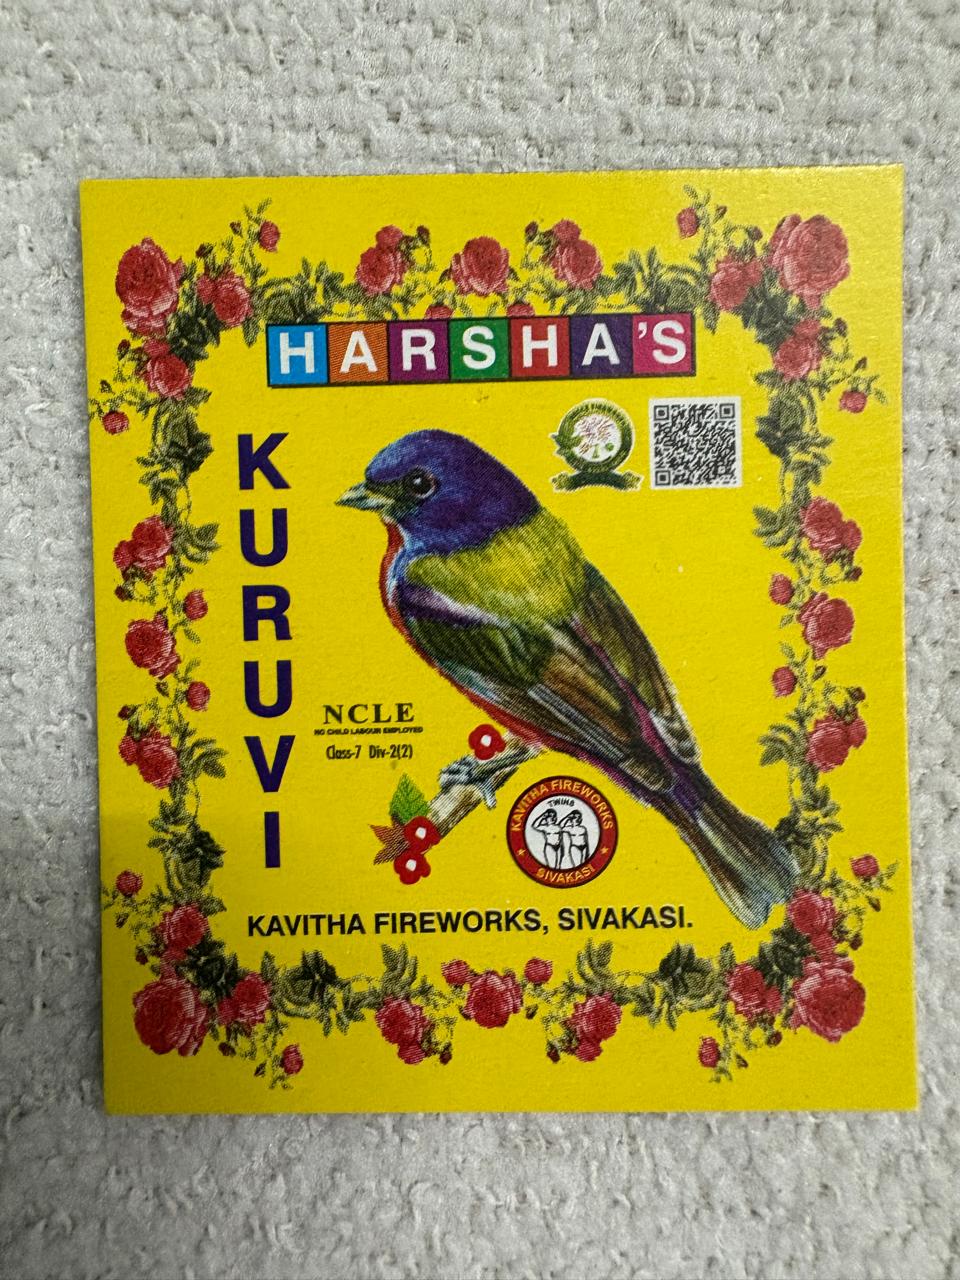 HARSHA'S
KURUVI
NCLE
NO CHILD LABOUR EMPLOYED
Class-7 Div-2(2)
KAVITHA FIREWORKS
TWINS
SIVAKASI
KAVITHA FIREWORKS, SIVAKASI.